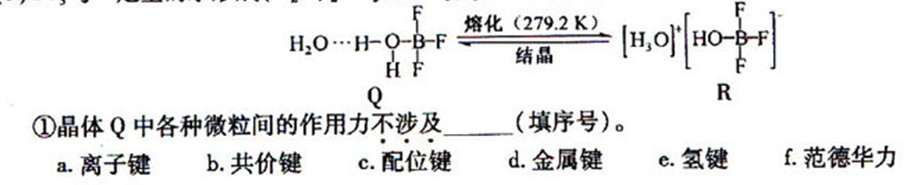 F F
熔化（279.2 K）
H₂O···H-O-B-F [H₃O]⁺[HO-B-F]⁻
结晶
H F F
Q R
①晶体 Q 中各种微粒间的作用力不涉及______（填序号）。
a. 离子键 b. 共价键 c. 配位键 d. 金属键 e. 氢键 f. 范德华力